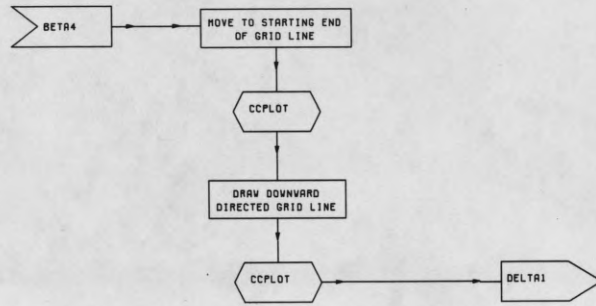 BETA4
MOVE TO STARTING END
OF GRID LINE
CCPLOT
DRAW DOWNWARD
DIRECTED GRID LINE
CCPLOT
DELTA1